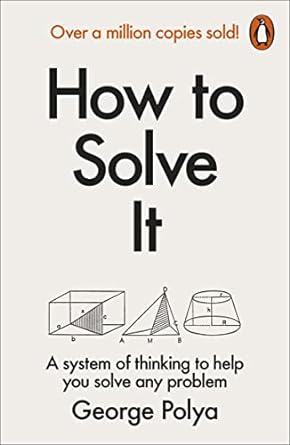 Over a million copies sold!
How to
Solve
It
a
b
c
A
M
B
D
r
h
R
A system of thinking to help
you solve any problem
George Polya